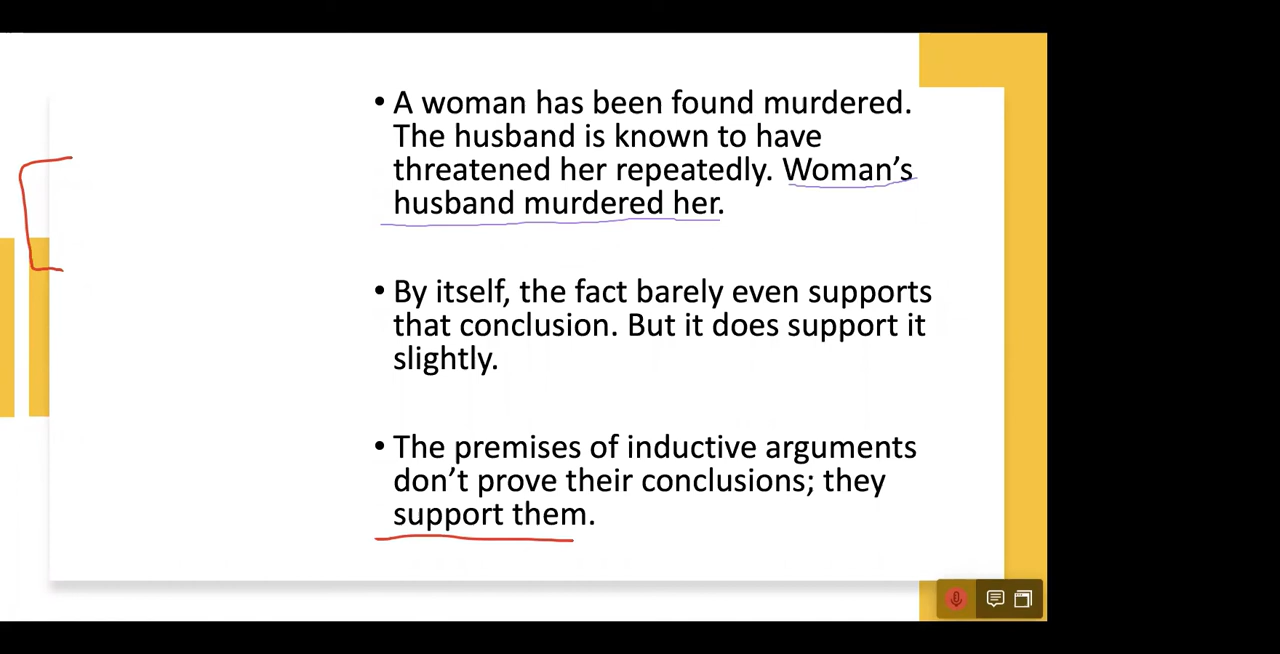 • A woman has been found murdered.
The husband is known to have
threatened her repeatedly. Woman’s
husband murdered her.
• By itself, the fact barely even supports
that conclusion. But it does support it
slightly.
• The premises of inductive arguments
don’t prove their conclusions; they
support them.